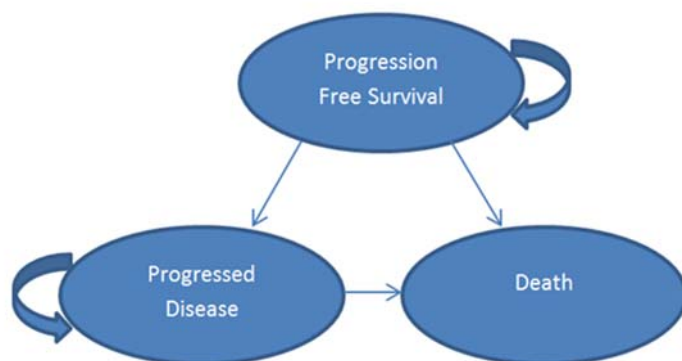 Progression
Free Survival
Progressed
Disease
Death